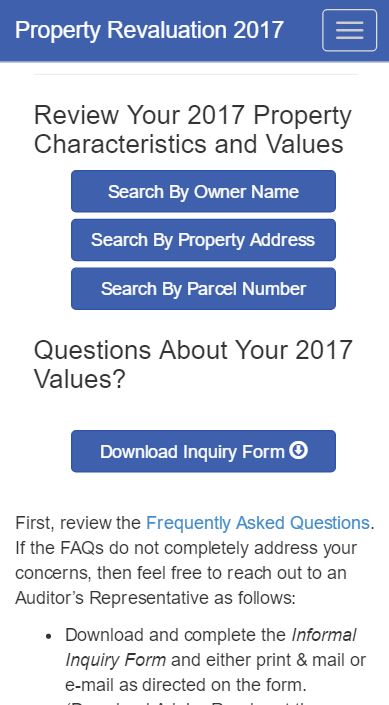 Property Revaluation 2017
Review Your 2017 Property
Characteristics and Values
Search By Owner Name
Search By Property Address
Search By Parcel Number
Questions About Your 2017
Values?
Download Inquiry Form
First, review the Frequently Asked Questions.
If the FAQs do not completely address your
concerns, then feel free to reach out to an
Auditor’s Representative as follows:
• Download and complete the Informal
Inquiry Form and either print & mail or
e-mail as directed on the form.